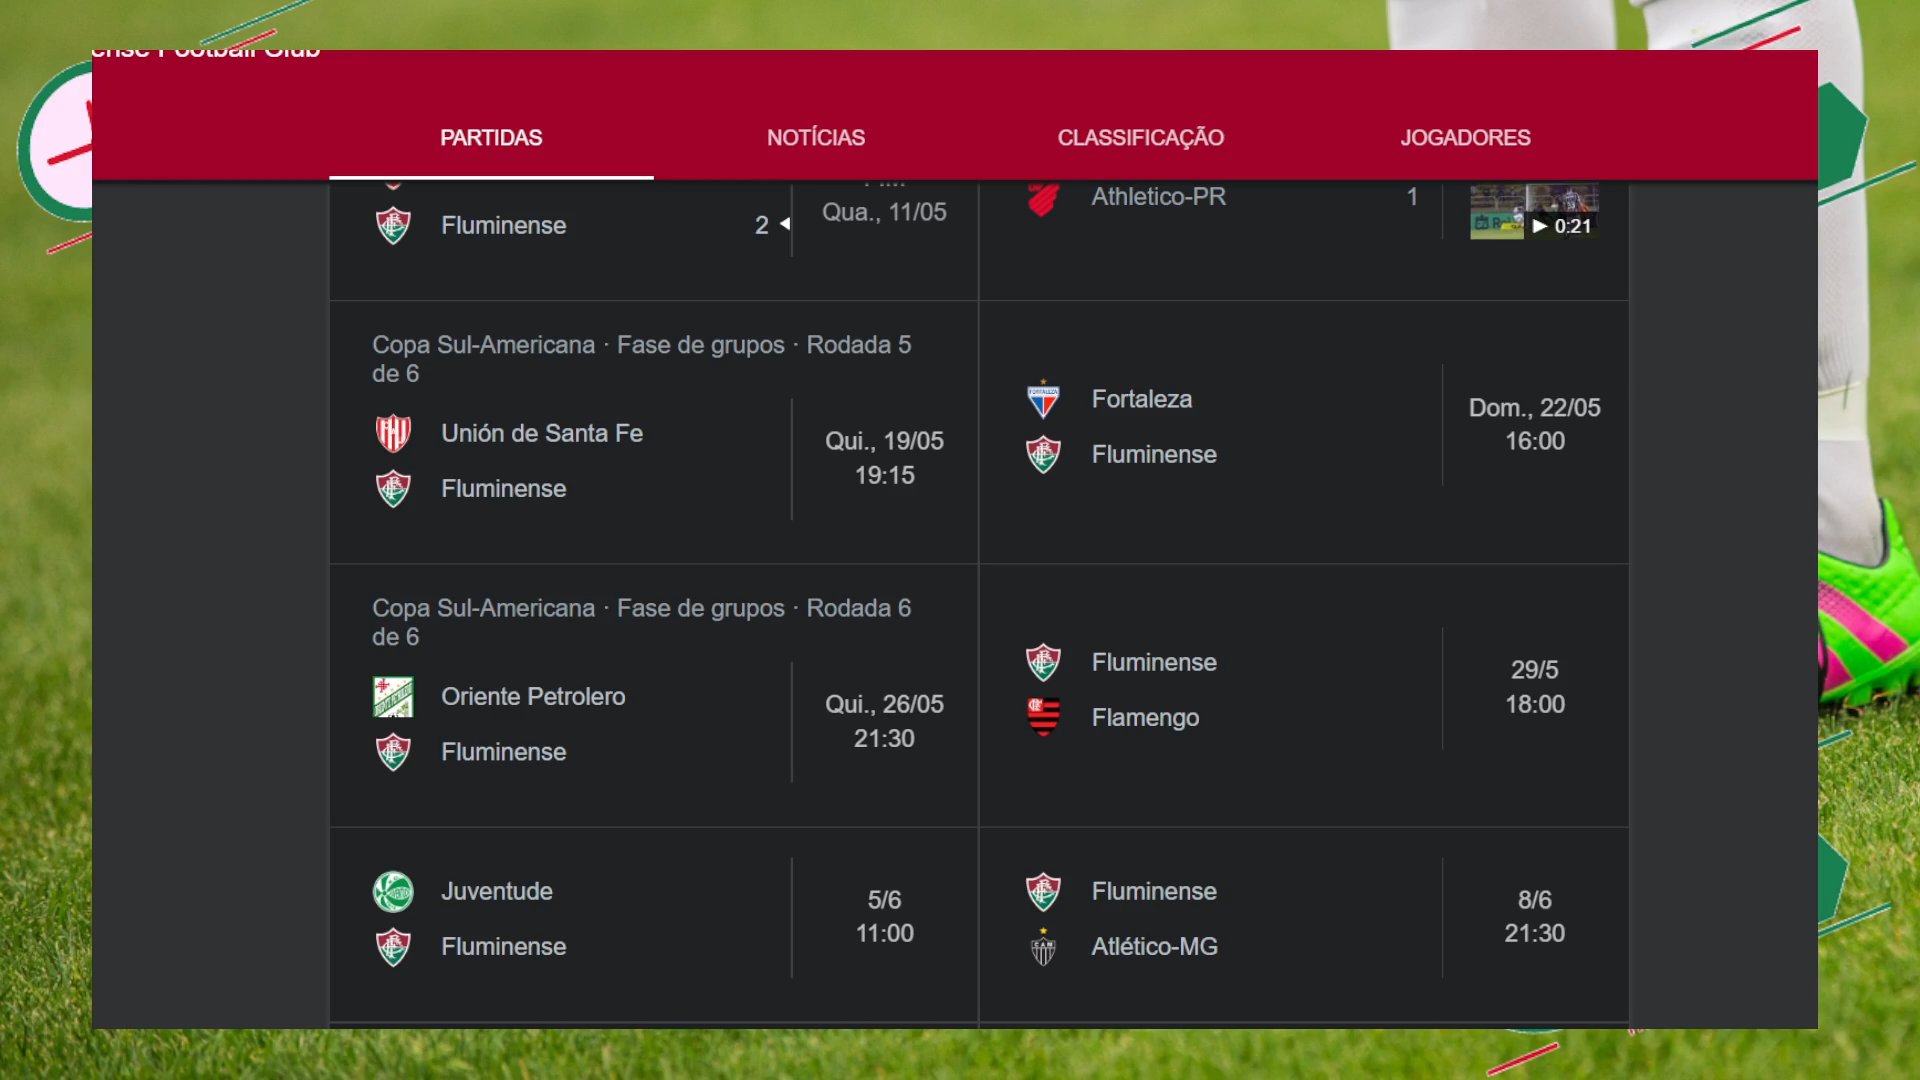 PARTIDAS
NOTÍCIAS
CLASSIFICAÇÃO
JOGADORES
Fluminense
2
Qua., 11/05
Athletico-PR
1
0:21
Copa Sul-Americana · Fase de grupos · Rodada 5
de 6
Unión de Santa Fe
Fluminense
Qui., 19/05
19:15
Fortaleza
Fluminense
Dom., 22/05
16:00
Copa Sul-Americana · Fase de grupos · Rodada 6
de 6
Oriente Petrolero
Fluminense
Qui., 26/05
21:30
Fluminense
Flamengo
29/5
18:00
Juventude
Fluminense
5/6
11:00
Fluminense
Atlético-MG
8/6
21:30